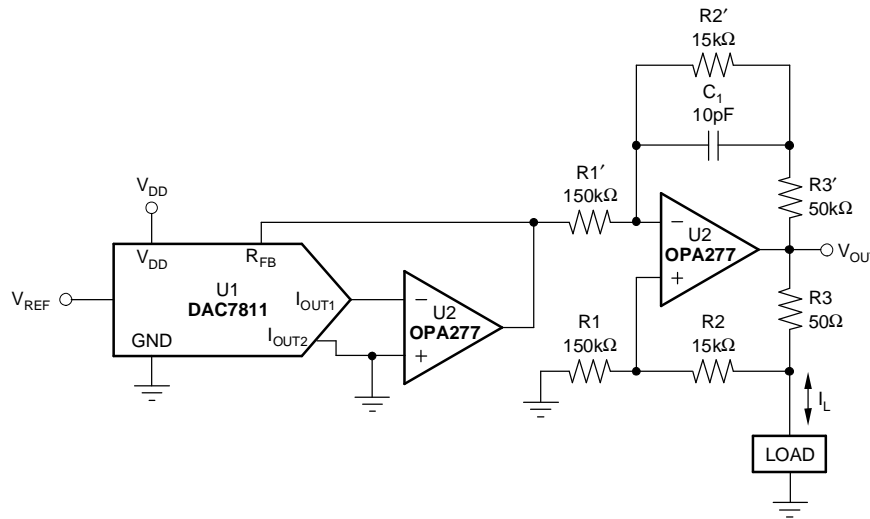 R2′
15kΩ
C1
10pF
R1′
150kΩ
R3′
50kΩ
VDD
VDD
RFB
U1
DAC7811
VREF
IOUT1
IOUT2
GND
−
U2
OPA277
+
−
U2
OPA277
+
VOU
R3
50Ω
R1
150kΩ
R2
15kΩ
IL
LOAD